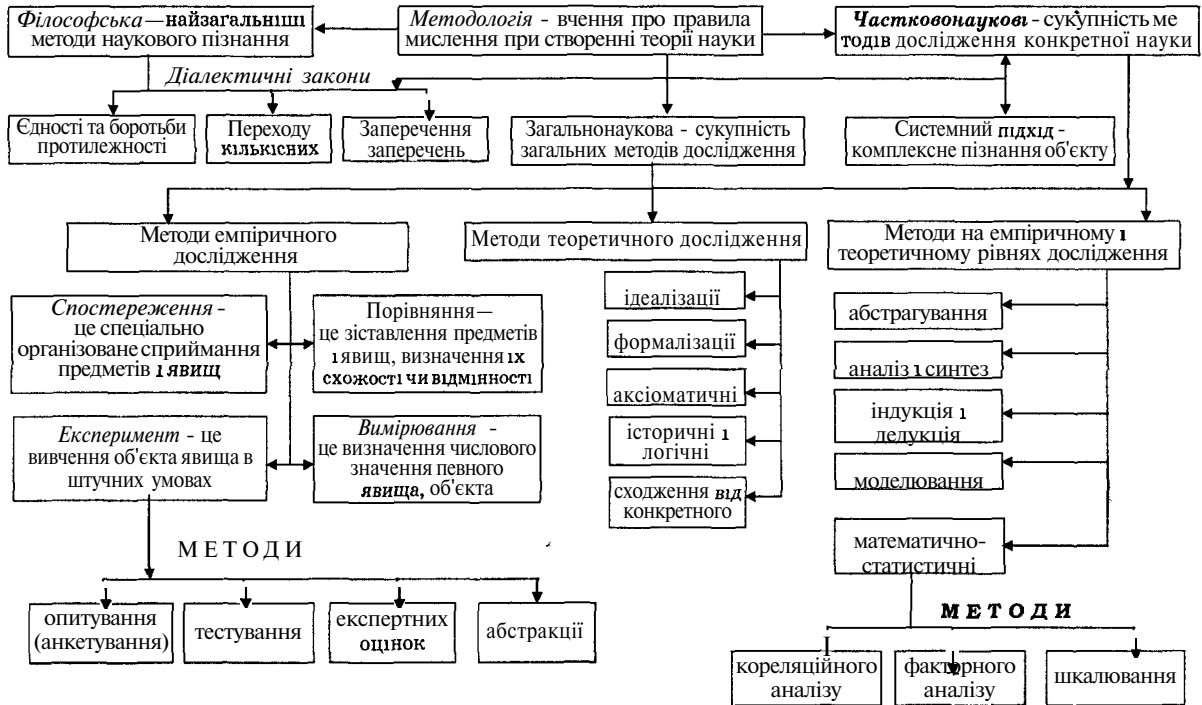 Філософська—найзагальніші
методи наукового пізнання
Методологія - вчення про правила
мислення при створенні теорії науки
Частковонаукові - сукупність ме
тодів дослідження конкретної науки
Діалектичні закони
Єдності та боротьби
протилежності
Переходу
кількісних
Заперечення
заперечень
Загальнонаукова - сукупність
загальних методів дослідження
Системний підхід -
комплексне пізнання об'єкту
Методи емпіричного
дослідження
Методи теоретичного дослідження
Методи на емпіричному і
теоретичному рівнях дослідження
Спостереження -
це спеціально
організоване сприймання
предметів і явищ
Порівняння—
це зіставлення предметів
і явищ, визначення їх
схожості чи відмінності
Експеримент - це
вивчення об'єкта явища в
штучних умовах
Вимірювання -
це визначення числового
значення певного
явища, об'єкта
ідеалізації
формалізації
аксіоматичні
історичні і
логічні
сходження від
конкретного
абстрагування
аналіз і синтез
індукція і
дедукція
моделювання
математично-
статистичні
МЕТОДИ
опитування
(анкетування)
тестування
експертних
оцінок
абстракції
МЕТОДИ
кореляційного
аналізу
факторного
аналізу
шкалювання